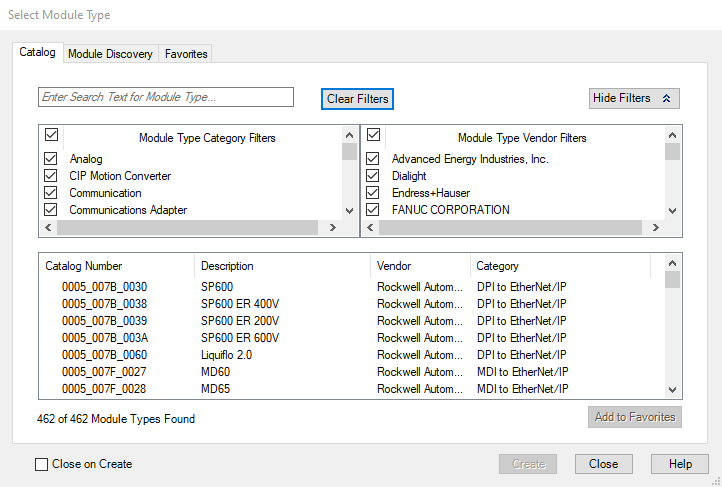 Select Module Type
Catalog Module Discovery Favorites
Enter Search Text for Module Type... Clear Filters Hide Filters
Module Type Category Filters Module Type Vendor Filters
Analog Advanced Energy Industries, Inc.
CIP Motion Converter Dialight
Communication Endress+Hauser
Communications Adapter FANUC CORPORATION
Catalog Number Description Vendor Category
0005_007B_0030 SP600 Rockwell Autom... DPI to EtherNet/IP
0005_007B_0038 SP600 ER 400V Rockwell Autom... DPI to EtherNet/IP
0005_007B_0039 SP600 ER 200V Rockwell Autom... DPI to EtherNet/IP
0005_007B_003A SP600 ER 600V Rockwell Autom... DPI to EtherNet/IP
0005_007B_0060 Liquiflo 2.0 Rockwell Autom... DPI to EtherNet/IP
0005_007F_0027 MD60 Rockwell Autom... MDI to EtherNet/IP
0005_007F_0028 MD65 Rockwell Autom... MDI to EtherNet/IP
462 of 462 Module Types Found Add to Favorites
Close on Create Create Close Help